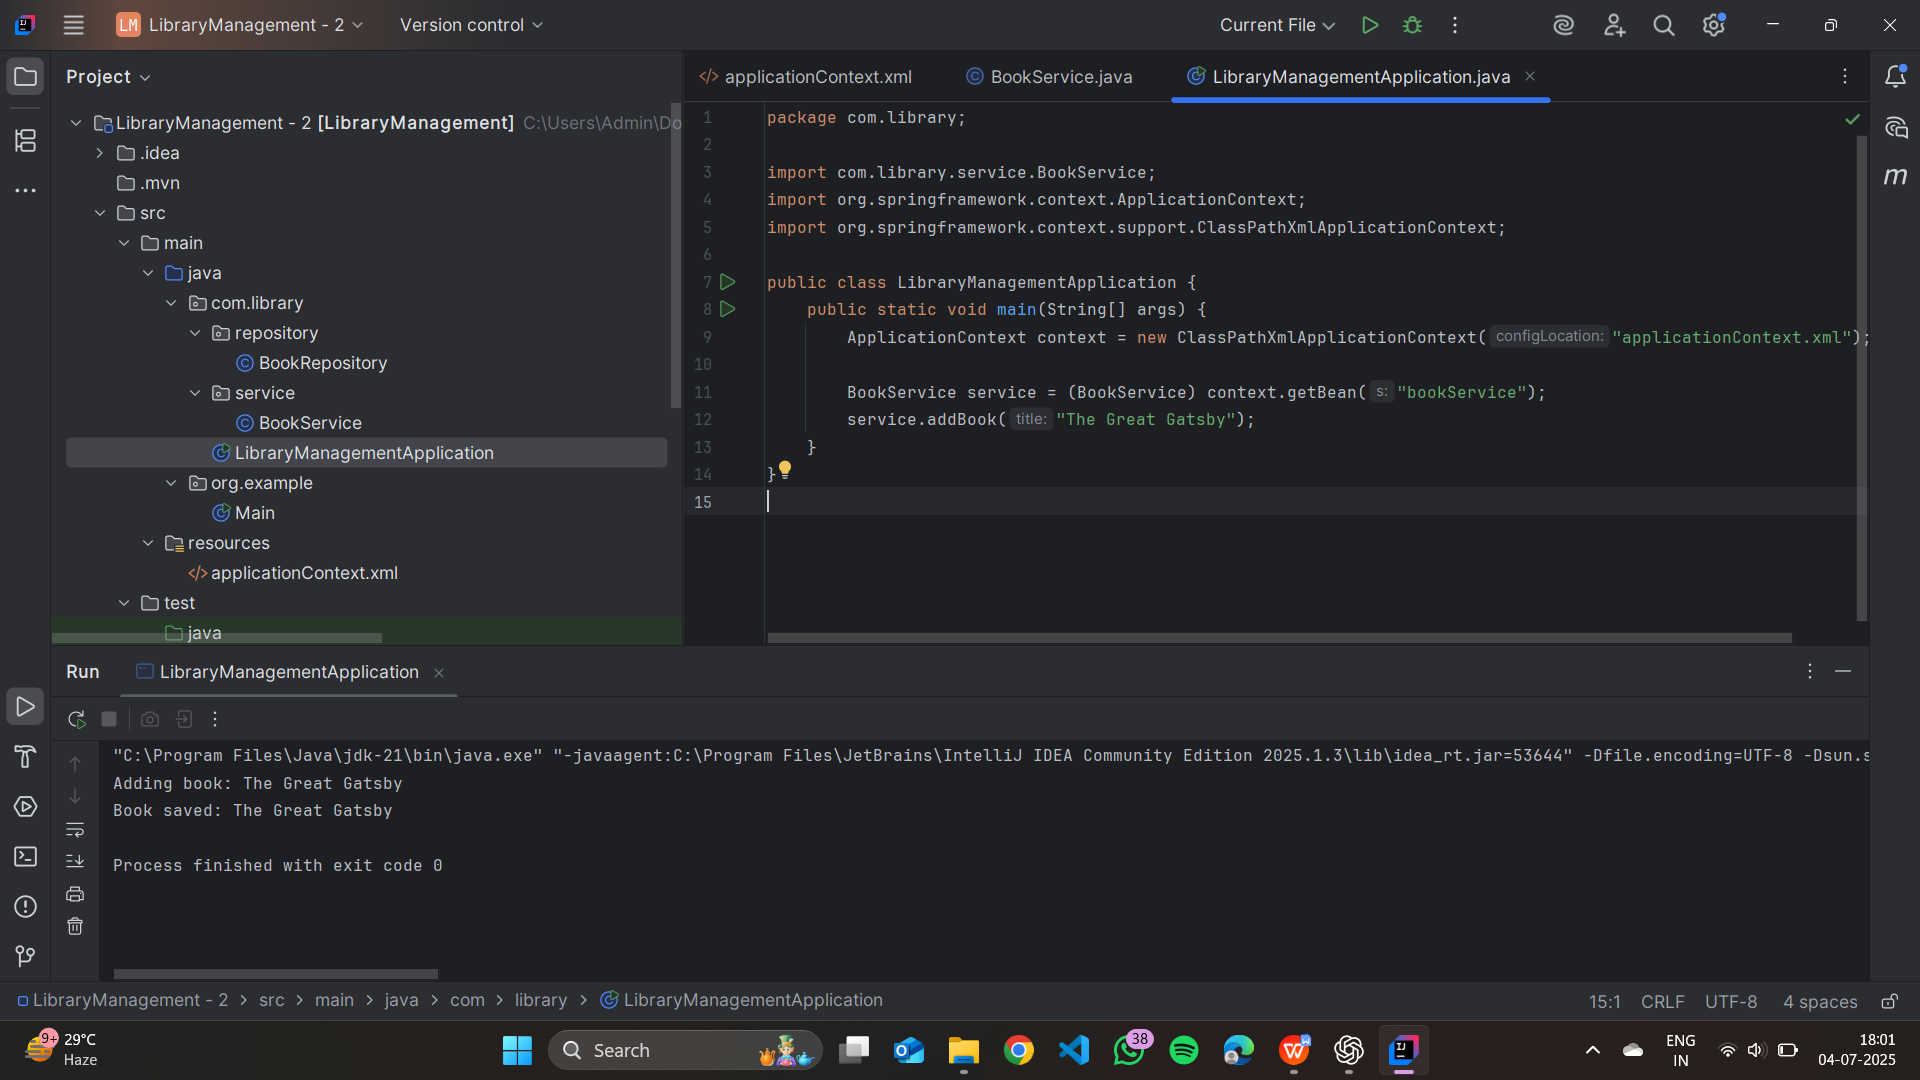 LM LibraryManagement - 2 Version control Current File
Project
LibraryManagement - 2 [LibraryManagement] C:\Users\Admin\Do
.idea
.mvn
src
main
java
com.library
repository
BookRepository
service
BookService
LibraryManagementApplication
org.example
Main
resources
applicationContext.xml
test
java
applicationContext.xml BookService.java LibraryManagementApplication.java
1 package com.library;
2
3 import com.library.service.BookService;
4 import org.springframework.context.ApplicationContext;
5 import org.springframework.context.support.ClassPathXmlApplicationContext;
6
7 public class LibraryManagementApplication {
8 public static void main(String[] args) {
9 ApplicationContext context = new ClassPathXmlApplicationContext( configLocation: "applicationContext.xml");
10
11 BookService service = (BookService) context.getBean( s: "bookService");
12 service.addBook( title: "The Great Gatsby");
13 }
14 }
15
Run LibraryManagementApplication
"C:\Program Files\Java\jdk-21\bin\java.exe" "-javaagent:C:\Program Files\JetBrains\IntelliJ IDEA Community Edition 2025.1.3\lib\idea_rt.jar=53644" -Dfile.encoding=UTF-8 -Dsun.s
Adding book: The Great Gatsby
Book saved: The Great Gatsby
Process finished with exit code 0
LibraryManagement - 2 > src > main > java > com > library > LibraryManagementApplication 15:1 CRLF UTF-8 4 spaces
9+ 29°C
Haze
Search
38
ENG
IN
18:01
04-07-2025